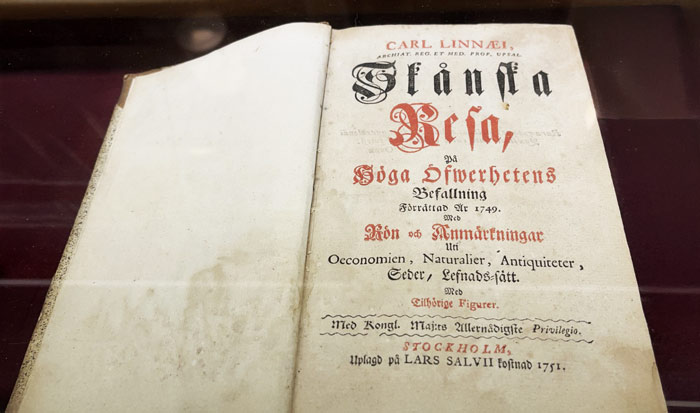 CARL LINNÆI,
ARCHIAT. REG. ET MED. PROF. UPSAL.
Skånska
Resa,
På
Höga Öfwerhetens
Befallning
Förrättad År 1749.
Med
Rön och Anmärkningar
Uti
Oeconomien, Naturalier, Antiquiteter,
Seder, Lefnads-sätt.
Med
Tilhörige Figurer.
Med Kongl. Maj:ts Allernådigste Privilegio.
STOCKHOLM,
Uplagd på LARS SALVII kostnad 1751.